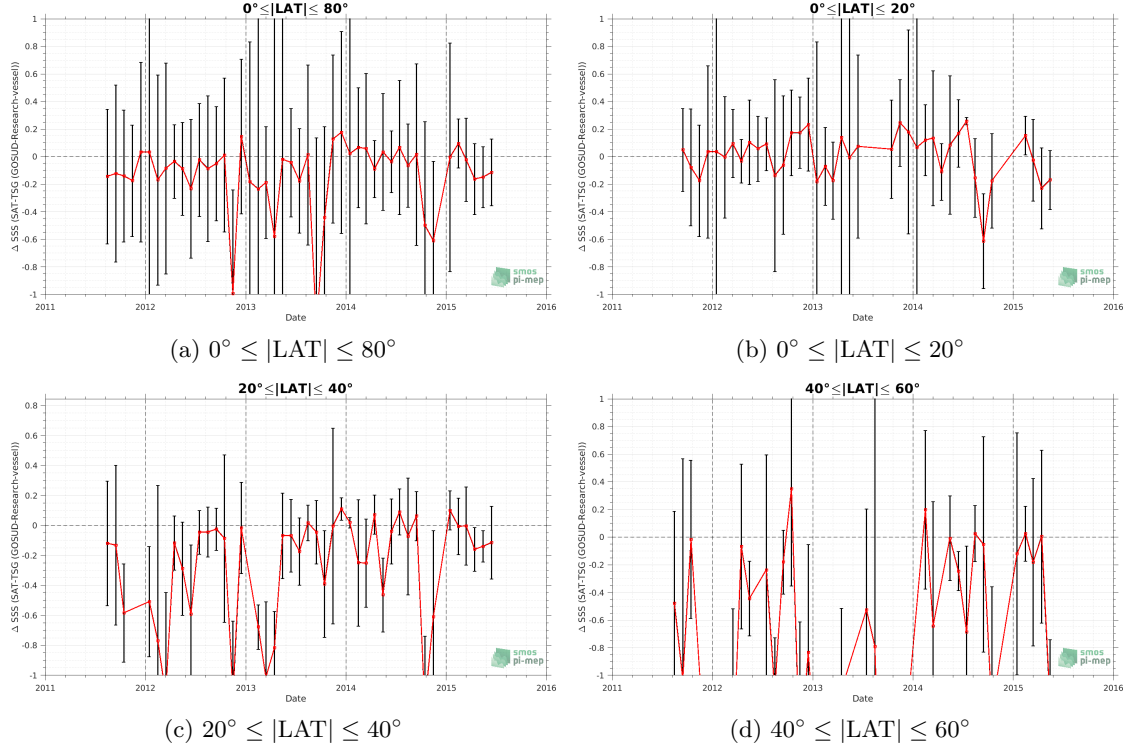 0°≤|LAT|≤ 80°
Δ SSS (SAT-TSG (GOSUD-Research-vessel))
1
0.8
0.6
0.4
0.2
0
-0.2
-0.4
-0.6
-0.8
-1
2011 2012 2013 2014 2015 2016
Date
smos
pi-mep
(a) 0° ≤ |LAT| ≤ 80°
0°≤|LAT|≤ 20°
Δ SSS (SAT-TSG (GOSUD-Research-vessel))
1
0.8
0.6
0.4
0.2
0
-0.2
-0.4
-0.6
-0.8
-1
2011 2012 2013 2014 2015 2016
Date
smos
pi-mep
(b) 0° ≤ |LAT| ≤ 20°
20°≤|LAT|≤ 40°
Δ SSS (SAT-TSG (GOSUD-Research-vessel))
0.8
0.6
0.4
0.2
0
-0.2
-0.4
-0.6
-0.8
-1
2011 2012 2013 2014 2015 2016
Date
smos
pi-mep
(c) 20° ≤ |LAT| ≤ 40°
40°≤|LAT|≤ 60°
Δ SSS (SAT-TSG (GOSUD-Research-vessel))
1
0.8
0.6
0.4
0.2
0
-0.2
-0.4
-0.6
-0.8
-1
2011 2012 2013 2014 2015 2016
Date
smos
pi-mep
(d) 40° ≤ |LAT| ≤ 60°